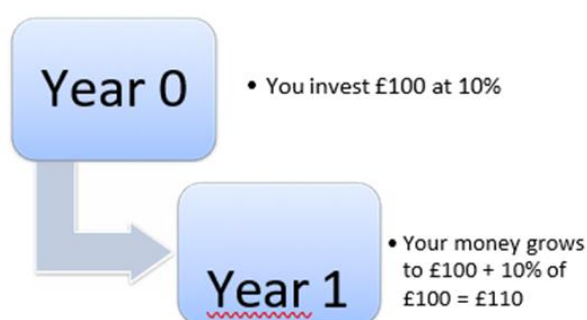 Year 0
• You invest £100 at 10%
Year 1
• Your money grows
to £100 + 10% of
£100 = £110